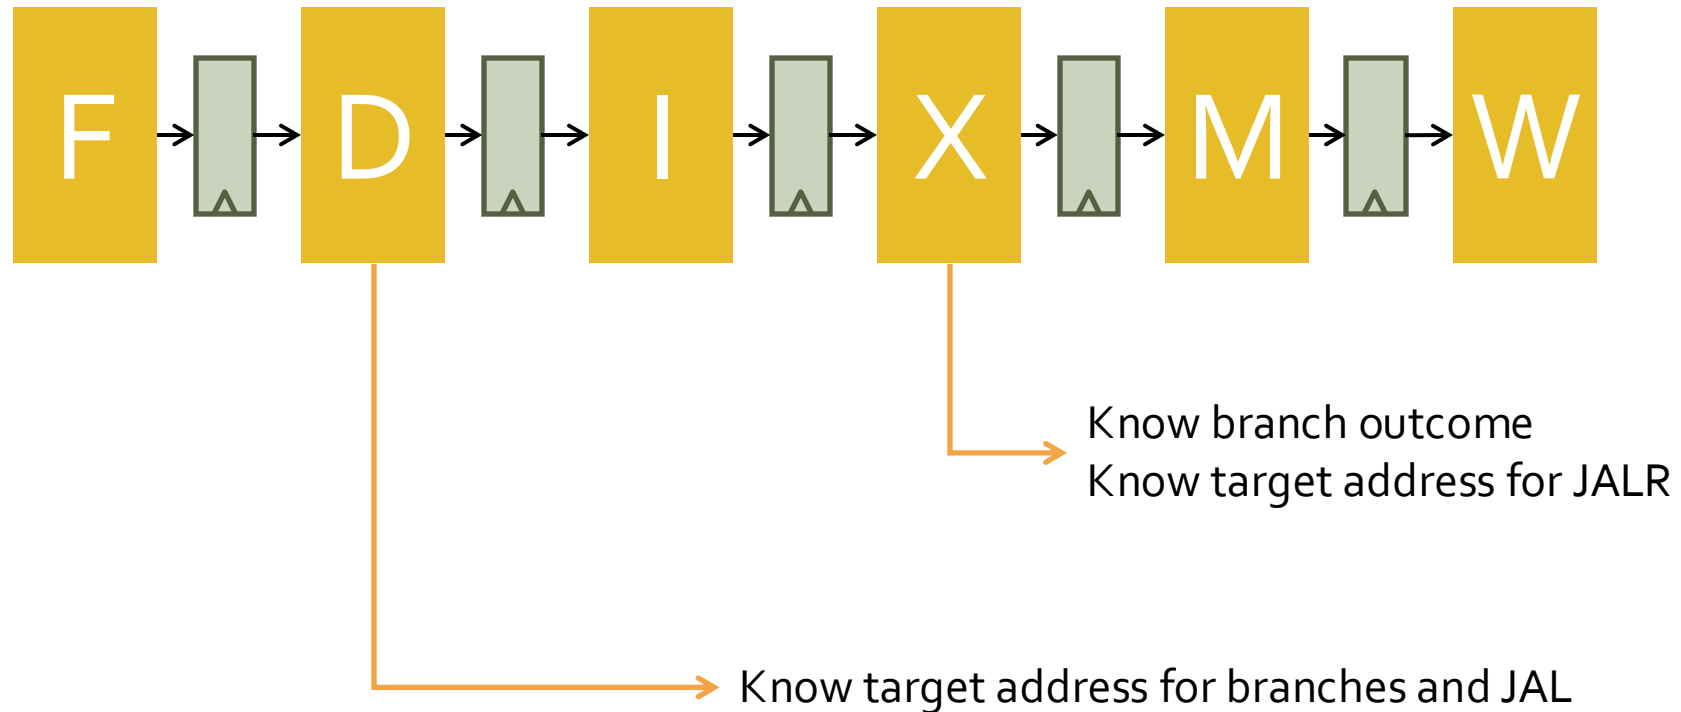 F D I X M W
Know branch outcome
Know target address for JALR
Know target address for branches and JAL